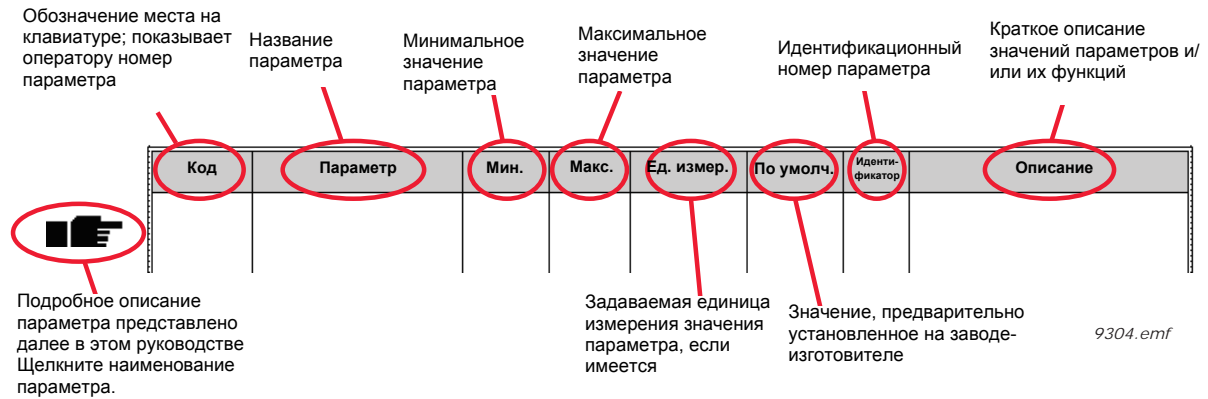 Обозначение места на
клавиатуре; показывает
оператору номер
параметра
Название
параметра
Минимальное
значение
параметра
Максимальное
значение
параметра
Идентификационный
номер параметра
Краткое описание
значений параметров и/
или их функций
Код
Параметр
Мин.
Макс.
Ед. измер.
По умолч.
Иденти-
фикатор
Описание
Подробное описание
параметра представлено
далее в этом руководстве
Щелкните наименование
параметра.
Задаваемая единица
измерения значения
параметра, если
имеется
Значение, предварительно
установленное на заводе-
изготовителе
9304.emf